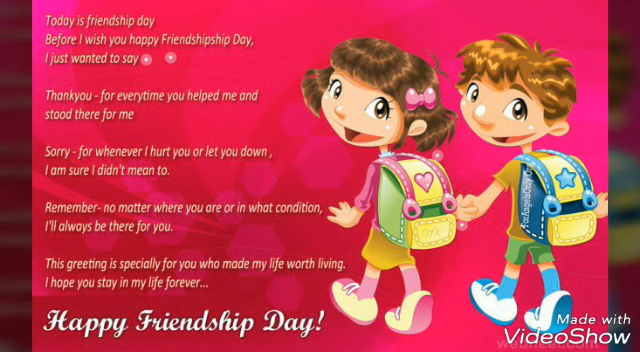 Today is friendship day
Before I wish you happy Friendshipship Day,
I just wanted to say
Thankyou - for everytime you helped me and
stood there for me
Sorry - for whenever I hurt you or let you down ,
I am sure I didn't mean to.
Remember- no matter where you are or in what condition,
I'll always be there for you.
This greeting is specially for you who made my life worth living.
I hope you stay in my life forever...
Happy Friendship Day!
Made with
VideoShow